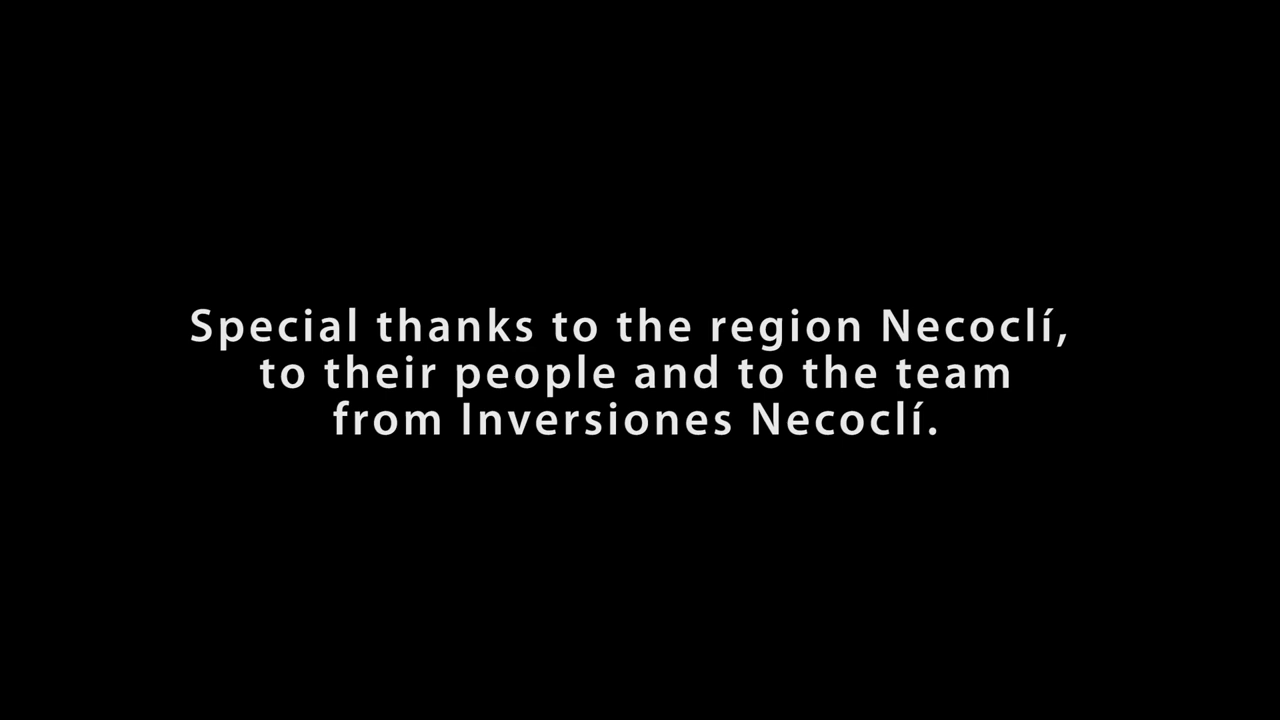 Special thanks to the region Necoclí,
to their people and to the team
from Inversiones Necoclí.